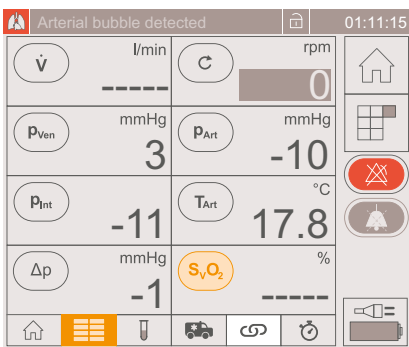 Arterial bubble detected 01:11:15
V̇ l/min -----
rpm 0
pVen mmHg 3
pArt mmHg -10
pInt -11
TArt °C 17.8
Δp mmHg -1
SVO2 % -----